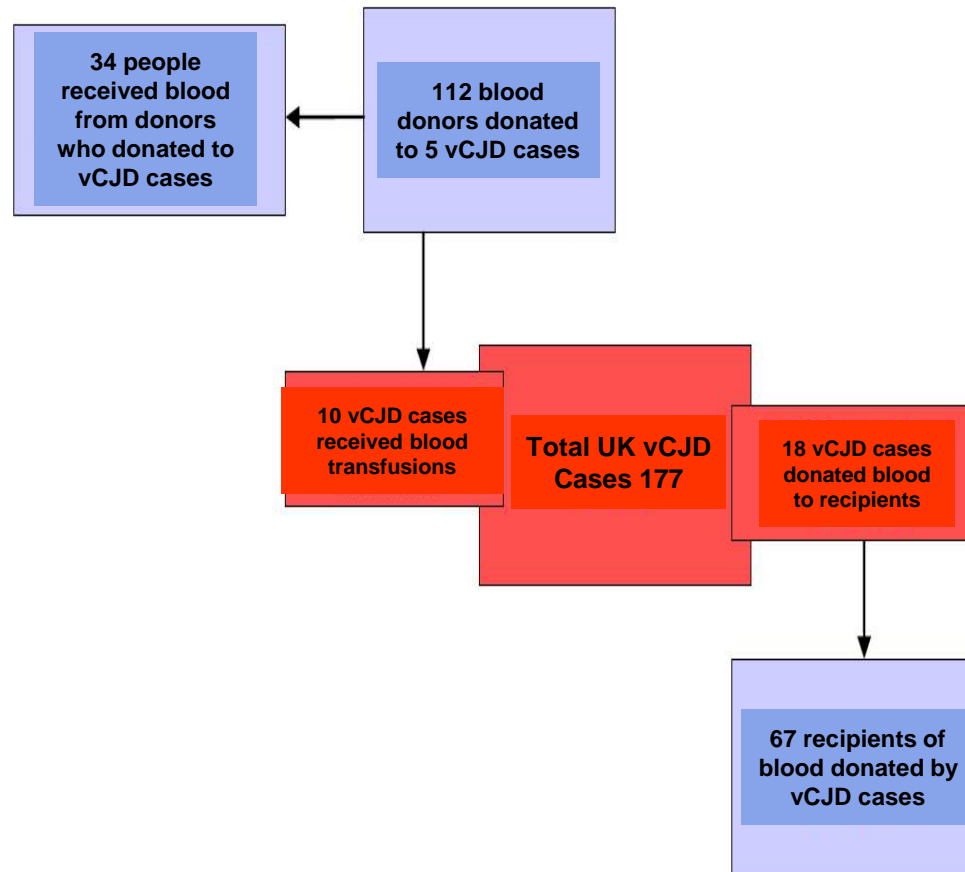 34 people
received blood
from donors
who donated to
vCJD cases
112 blood
donors donated
to 5 vCJD cases
10 vCJD cases
received blood
transfusions
Total UK vCJD
Cases 177
18 vCJD cases
donated blood
to recipients
67 recipients of
blood donated by
vCJD cases